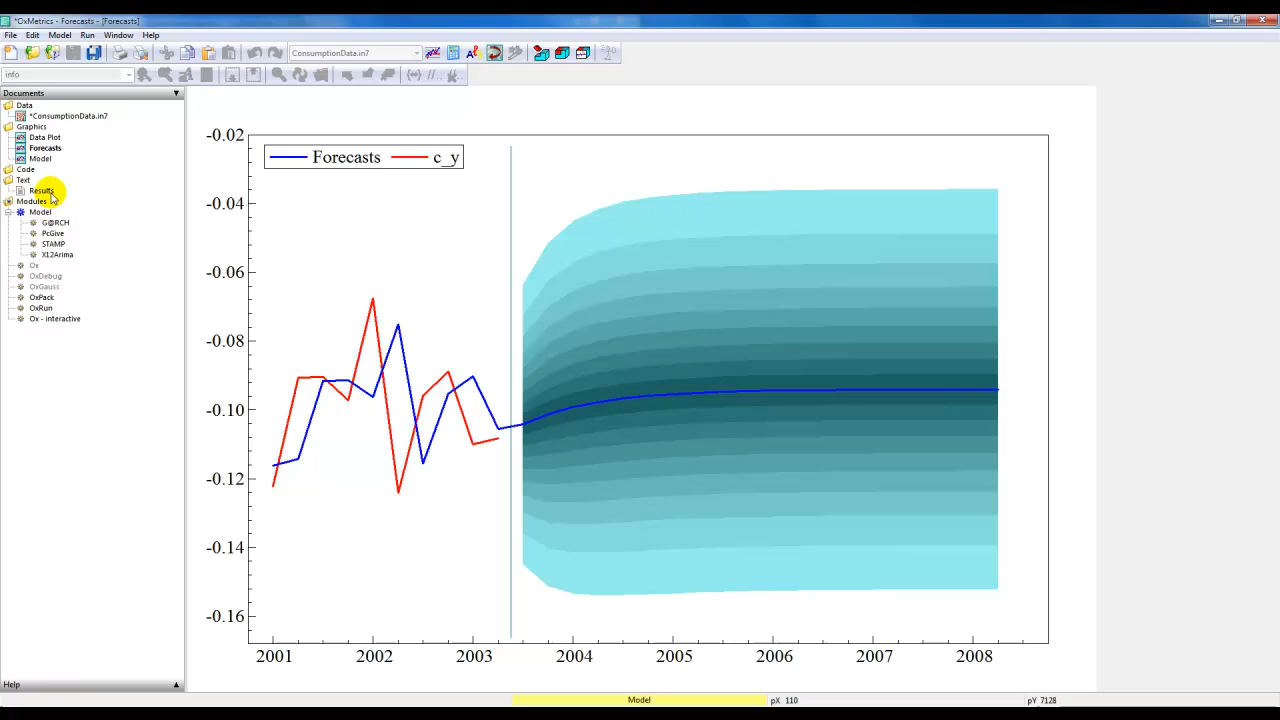 *OxMetrics - Forecasts - [Forecasts]
File Edit Model Run Window Help
ConsumptionData.in7
info
Documents
Data
*ConsumptionData.in7
Graphics
Data Plot
Forecasts
Model
Code
Text
Results
Modules
Model
G@RCH
PcGive
STAMP
X12Arima
Ox
OxDebug
OxGauss
OxPack
OxRun
Ox - interactive
Help
Forecasts c_y
-0.02
-0.04
-0.06
-0.08
-0.10
-0.12
-0.14
-0.16
2001 2002 2003 2004 2005 2006 2007 2008
Model pX 110 pY 7128